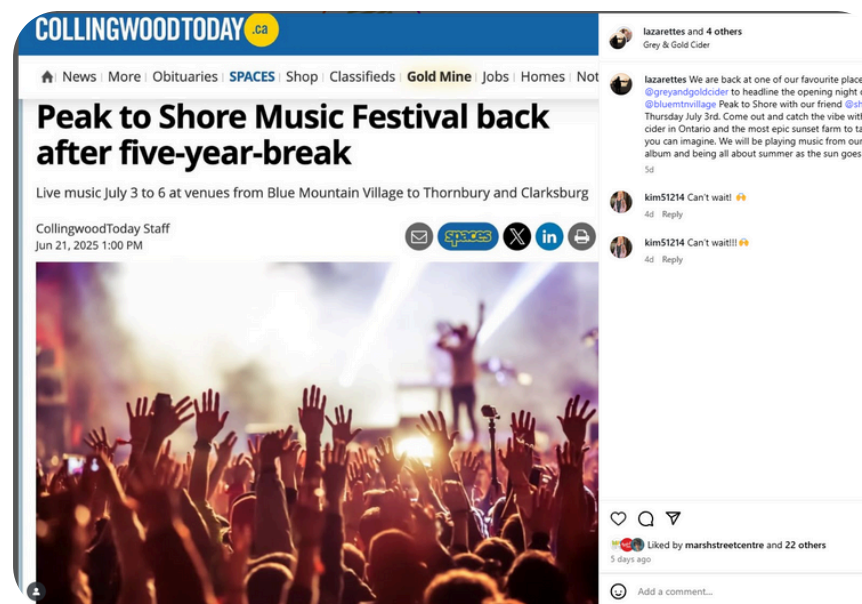 COLLINGWOODTODAY .ca
News More Obituaries SPACES Shop Classifieds Gold Mine Jobs Homes Not
Peak to Shore Music Festival back
after five-year-break
Live music July 3 to 6 at venues from Blue Mountain Village to Thornbury and Clarksburg
CollingwoodToday Staff
Jun 21, 2025 1:00 PM
spaces X in
lazarettes and 4 others
Grey & Gold Cider
lazarettes We are back at one of our favourite place
@greyandgoldcider to headline the opening night
@bluemtnvillage Peak to Shore with our friend @sh
Thursday July 3rd. Come out and catch the vibe wit
cider in Ontario and the most epic sunset farm to ta
you can imagine. We will be playing music from our
album and being all about summer as the sun goes
5d
kim51214 Can't wait! 🙌
4d Reply
kim51214 Can't wait!!! 🙌
4d Reply
Liked by marshstreetcentre and 22 others
5 days ago
Add a comment...